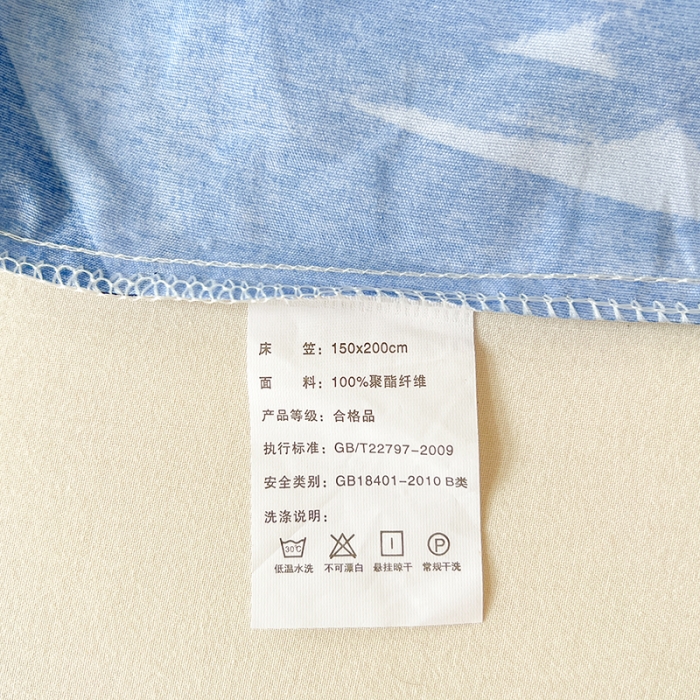 床 笠：150x200cm
面 料：100%聚酯纤维
产品等级：合格品
执行标准：GB/T22797-2009
安全类别：GB18401-2010 B类
洗涤说明：
30℃ P
低温水洗 不可漂白 悬挂晾干 常规干洗